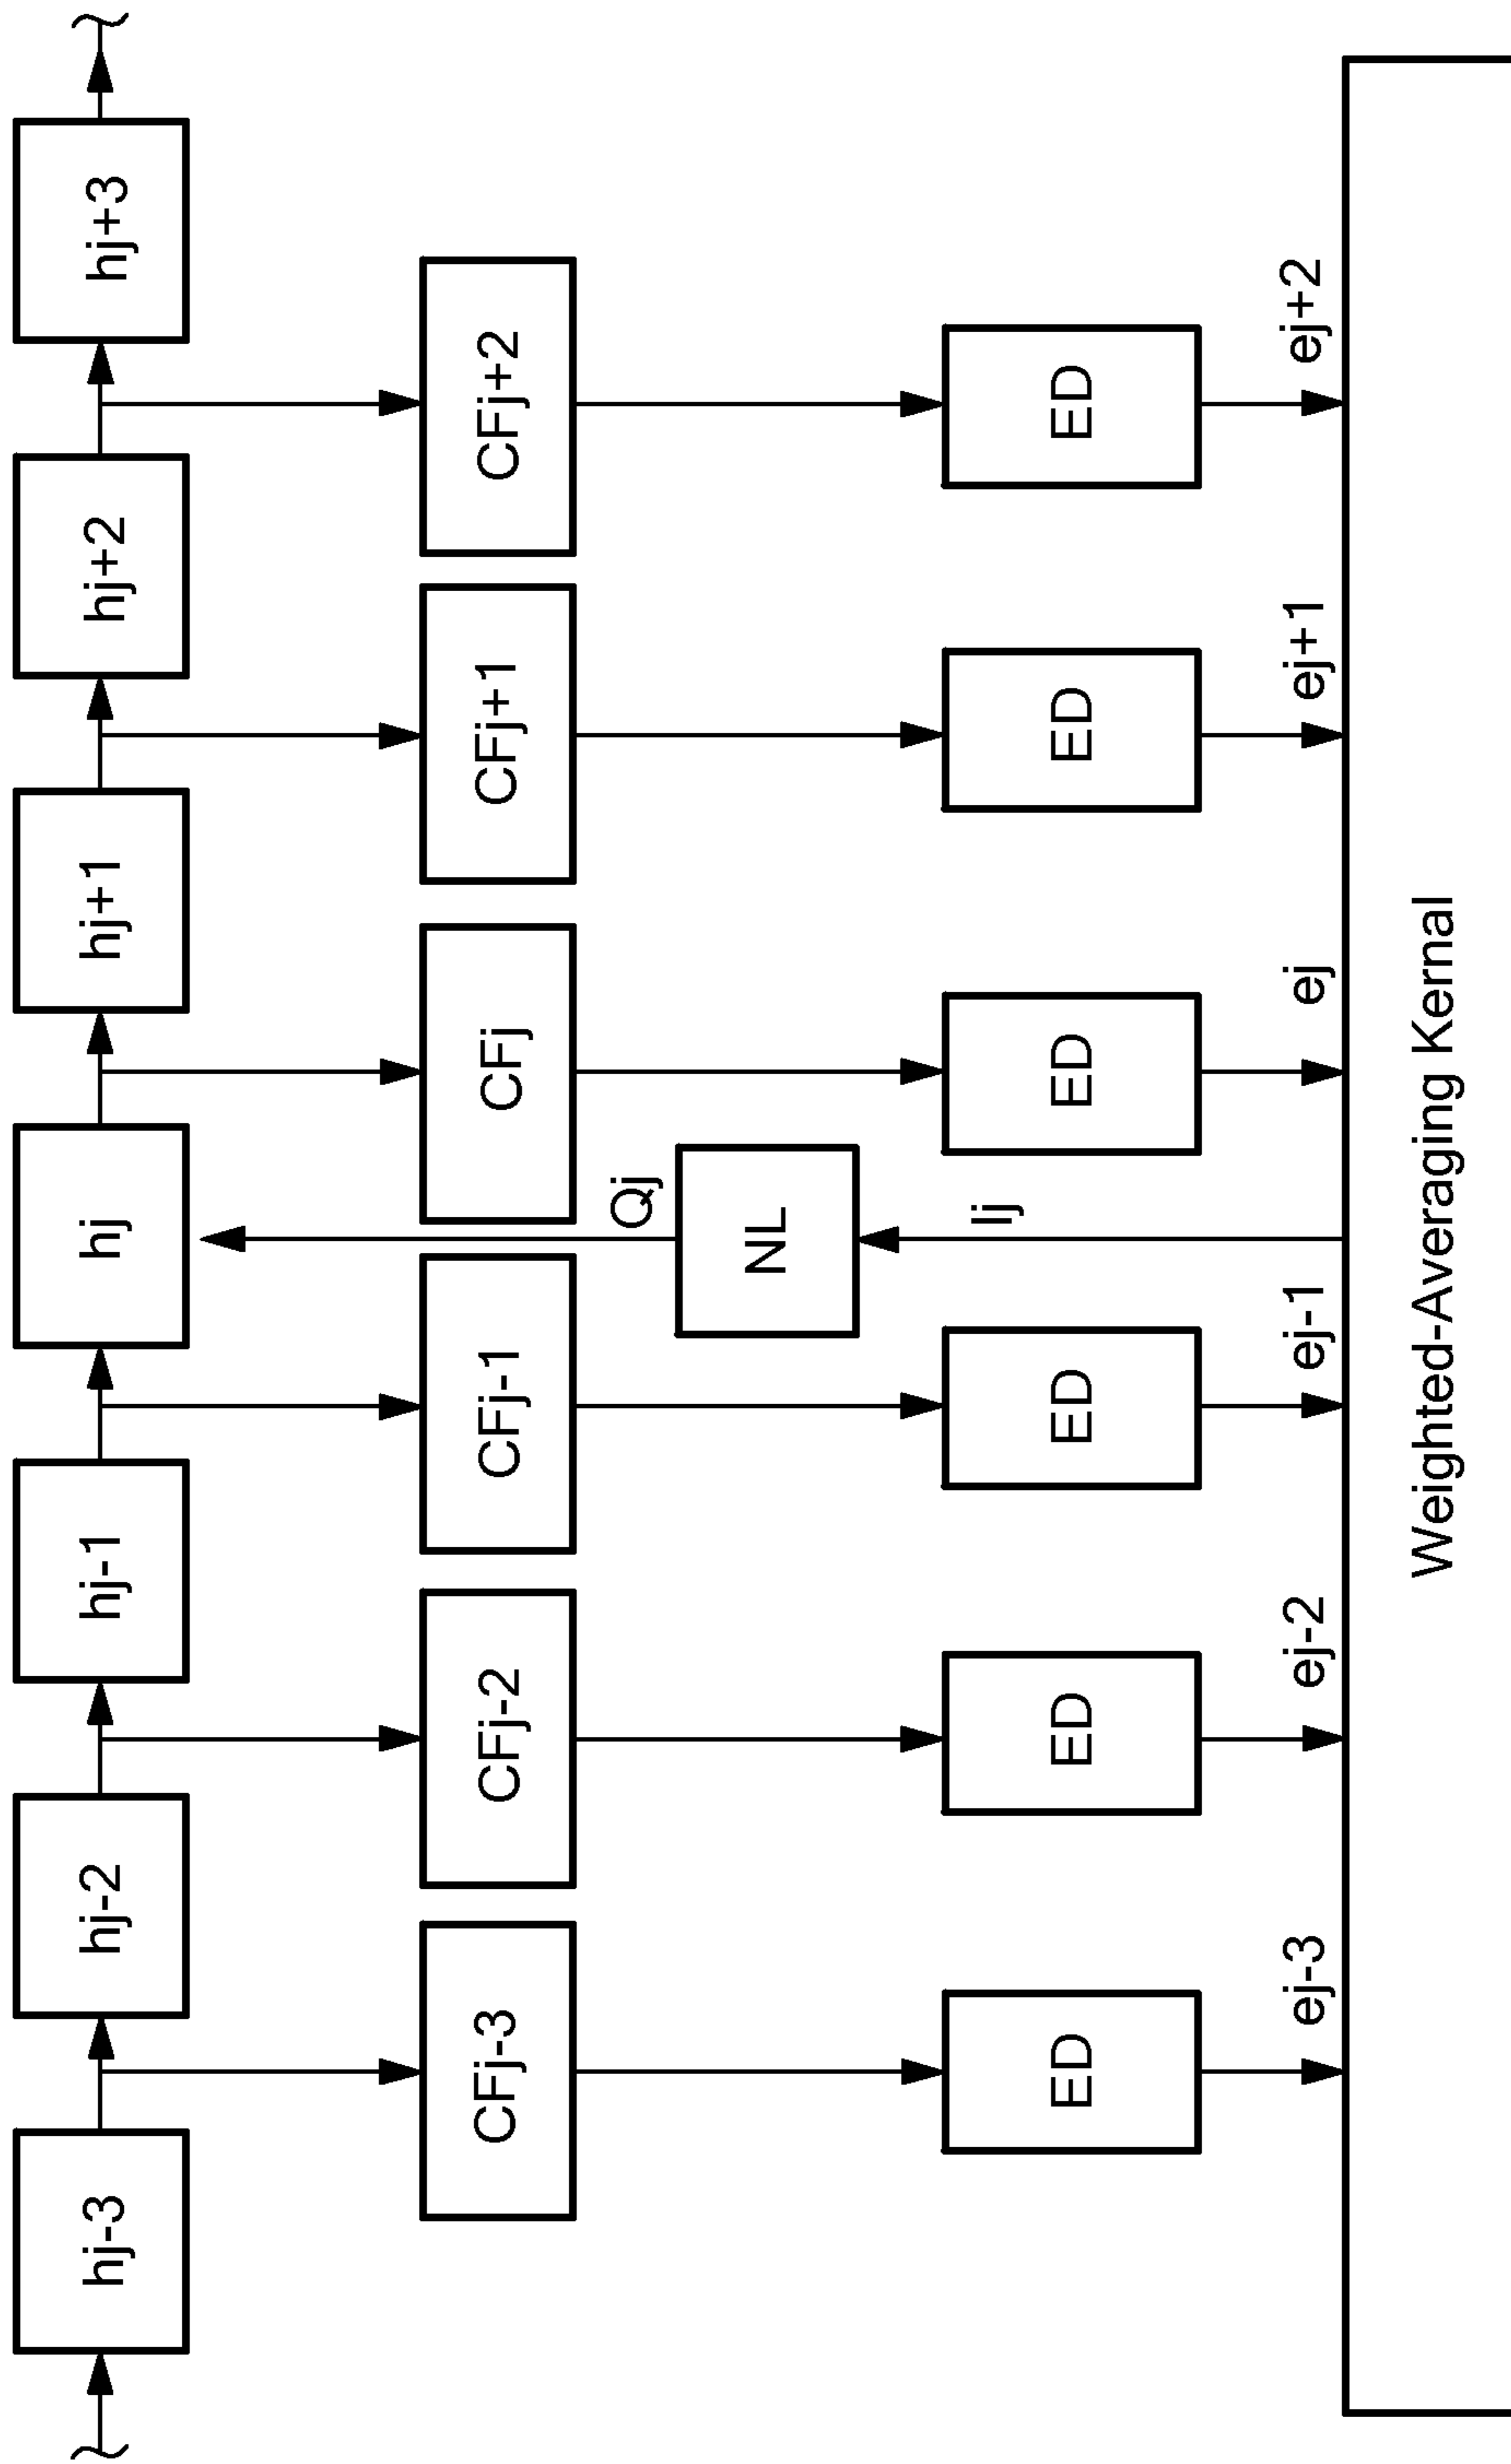 hj-3
hj-2
hj-1
hj
hj+1
hj+2
hj+3
CFj-3
CFj-2
CFj-1
CFj
CFj+1
CFj+2
Qj
NL
Ij
ED
ED
ED
ED
ED
ED
ej-3
ej-2
ej-1
ej
ej+1
ej+2
Weighted-Averaging Kernal